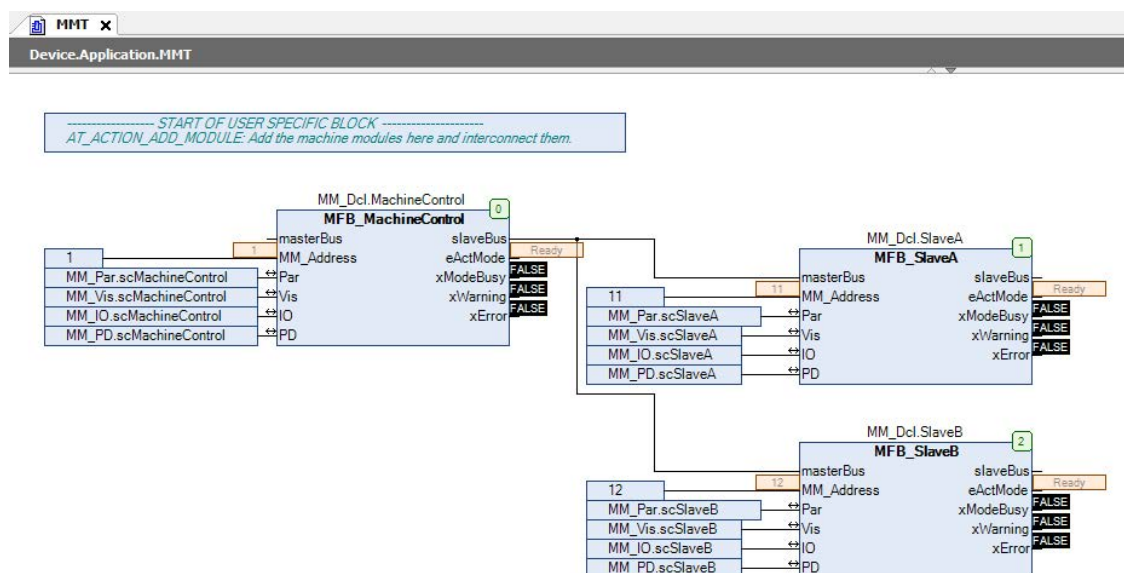 MMT
Device.Application.MMT
------------------ START OF USER SPECIFIC BLOCK ---------------------
AT_ACTION_ADD_MODULE: Add the machine modules here and interconnect them.
MM_Dcl.MachineControl
0
MFB_MachineControl
masterBus slaveBus
1 1 MM_Address eActMode Ready
MM_Par.scMachineControl Par xModeBusy FALSE
MM_Vis.scMachineControl Vis xWarning FALSE
MM_IO.scMachineControl IO xError FALSE
MM_PD.scMachineControl PD
MM_Dcl.SlaveA
1
MFB_SlaveA
masterBus slaveBus
11 11 MM_Address eActMode Ready
MM_Par.scSlaveA Par xModeBusy FALSE
MM_Vis.scSlaveA Vis xWarning FALSE
MM_IO.scSlaveA IO xError FALSE
MM_PD.scSlaveA PD
MM_Dcl.SlaveB
2
MFB_SlaveB
masterBus slaveBus
12 12 MM_Address eActMode Ready
MM_Par.scSlaveB Par xModeBusy FALSE
MM_Vis.scSlaveB Vis xWarning FALSE
MM_IO.scSlaveB IO xError FALSE
MM_PD.scSlaveB PD